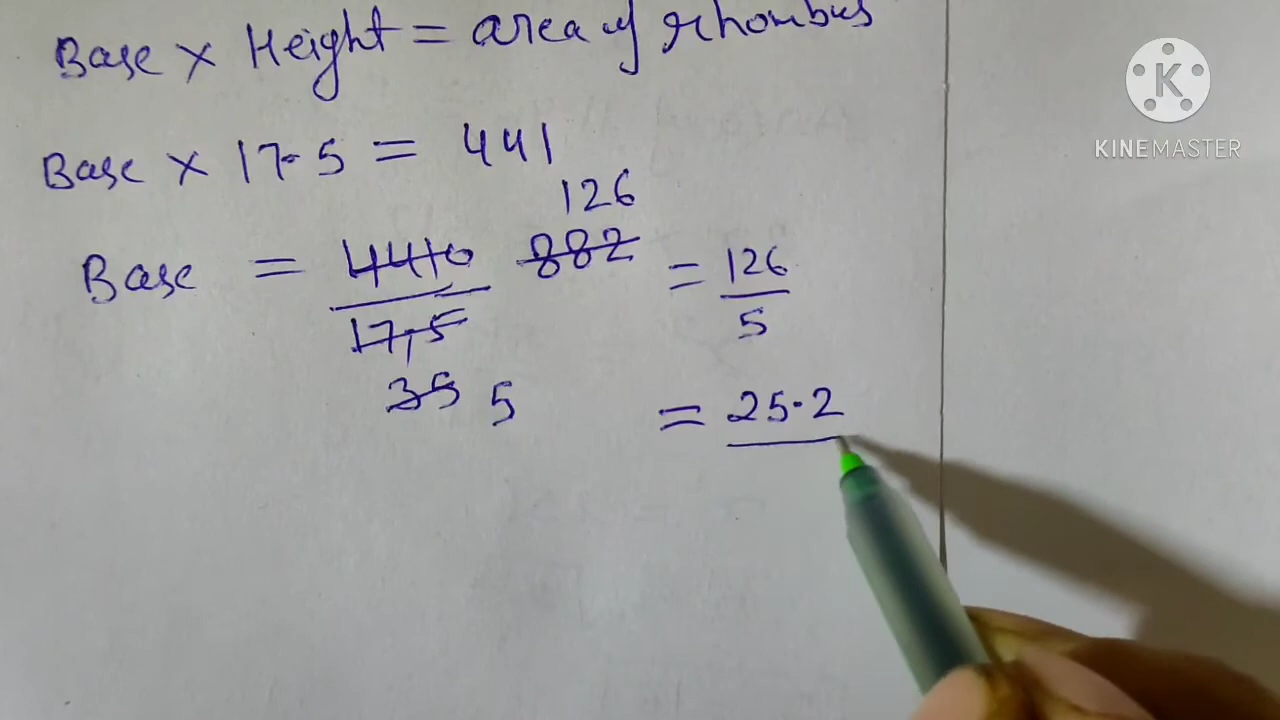 Base × Height = area of rhombus
K
KINEMASTER
Base × 17.5 = 441
126
Base = 4410 882 = 126
17,5 5
35 5 = 25.2